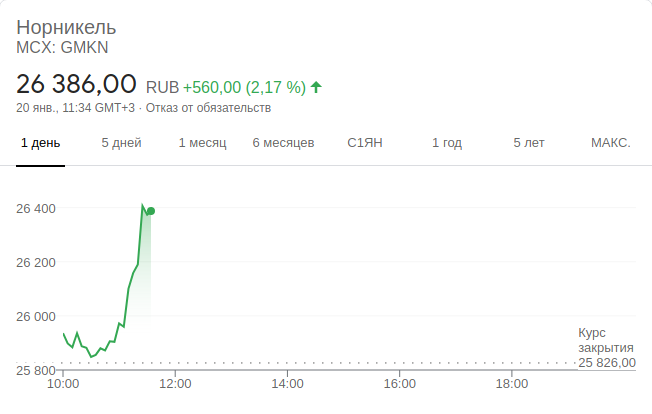 Норникель
MCX: GMKN
26 386,00 RUB +560,00 (2,17 %)
20 янв., 11:34 GMT+3 · Отказ от обязательств
1 день 5 дней 1 месяц 6 месяцев С1ЯН 1 год 5 лет МАКС.
26 400
26 200
26 000
25 800
Курс
закрытия
25 826,00
10:00 12:00 14:00 16:00 18:00